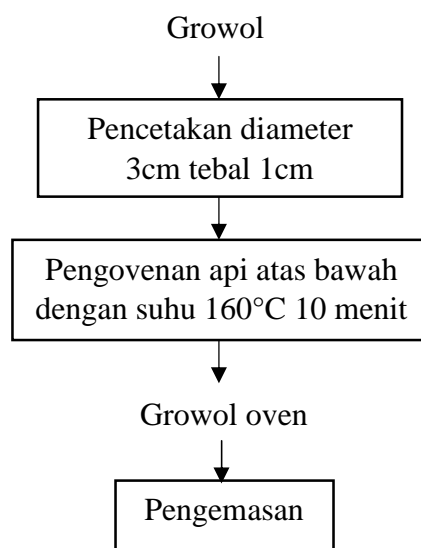 Growol
Pencetakan diameter
3cm tebal 1cm
Pengovenan api atas bawah
dengan suhu 160°C 10 menit
Growol oven
Pengemasan